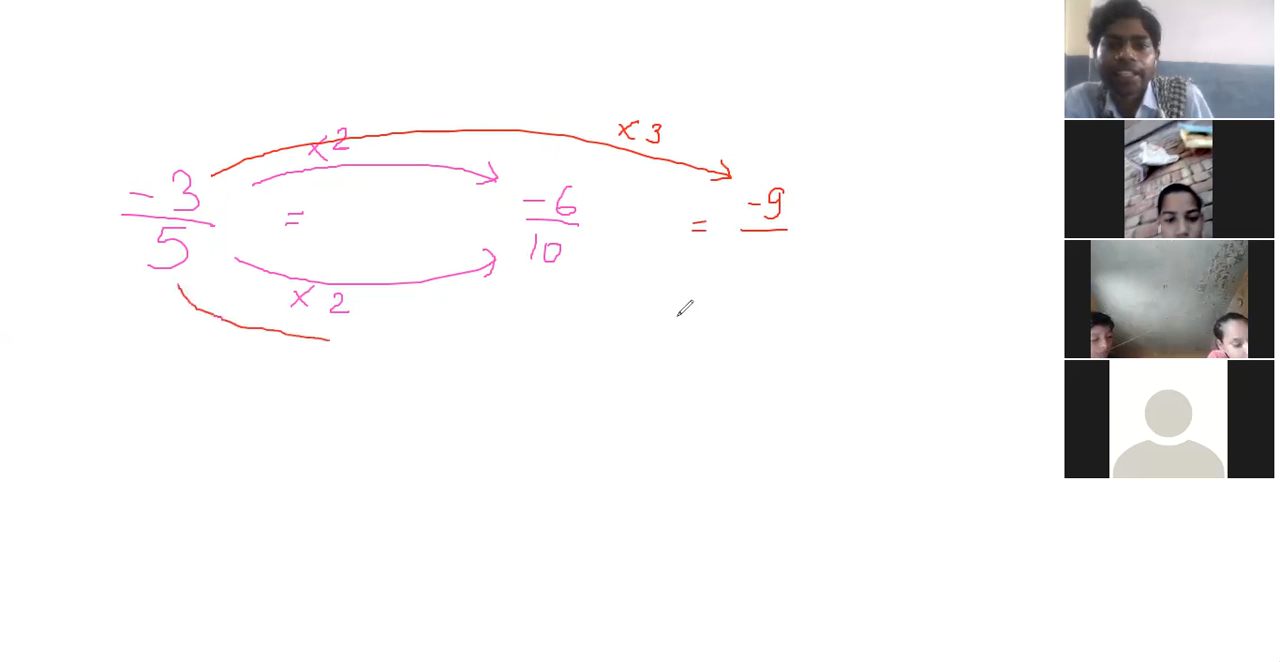 ×2 ×3
-3/5 = -6/10 = -9/
×2